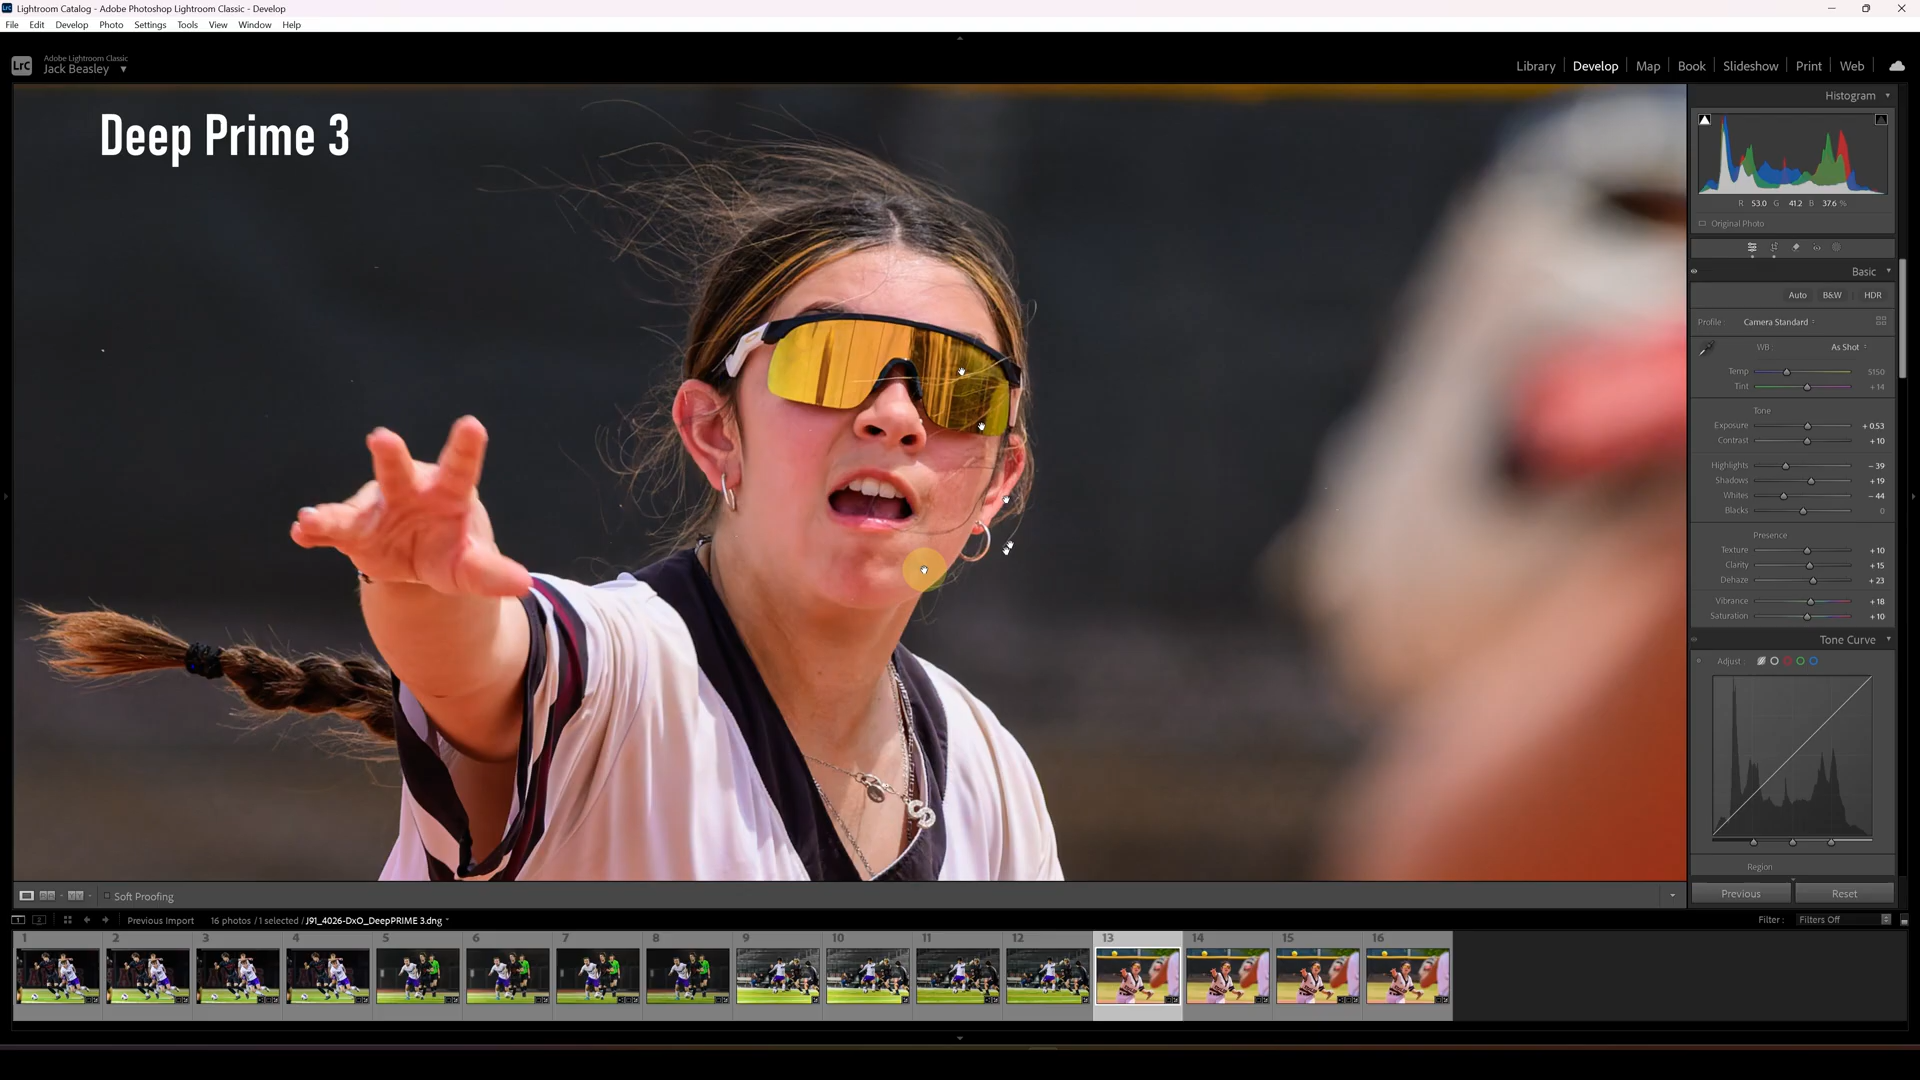 Lightroom Catalog - Adobe Photoshop Lightroom Classic - Develop
File Edit Develop Photo Settings Tools View Window Help
LrC
Adobe Lightroom Classic
Jack Beasley
Library Develop Map Book Slideshow Print Web
Deep Prime 3
Histogram
R 53.0 G 41.2 B 37.6 %
Original Photo
Basic
Auto B&W HDR
Profile : Camera Standard
WB : As Shot
Temp 5150
Tint + 14
Tone
Exposure + 0.53
Contrast + 10
Highlights – 39
Shadows + 19
Whites – 44
Blacks 0
Presence
Texture + 10
Clarity + 15
Dehaze + 23
Vibrance + 18
Saturation + 10
Tone Curve
Adjust :
Region
Previous Reset
Soft Proofing
1 2 Previous Import 16 photos / 1 selected / J91_4026-DxO_DeepPRIME 3.dng
Filter : Filters Off
1 2 3 4 5 6 7 8 9 10 11 12 13 14 15 16